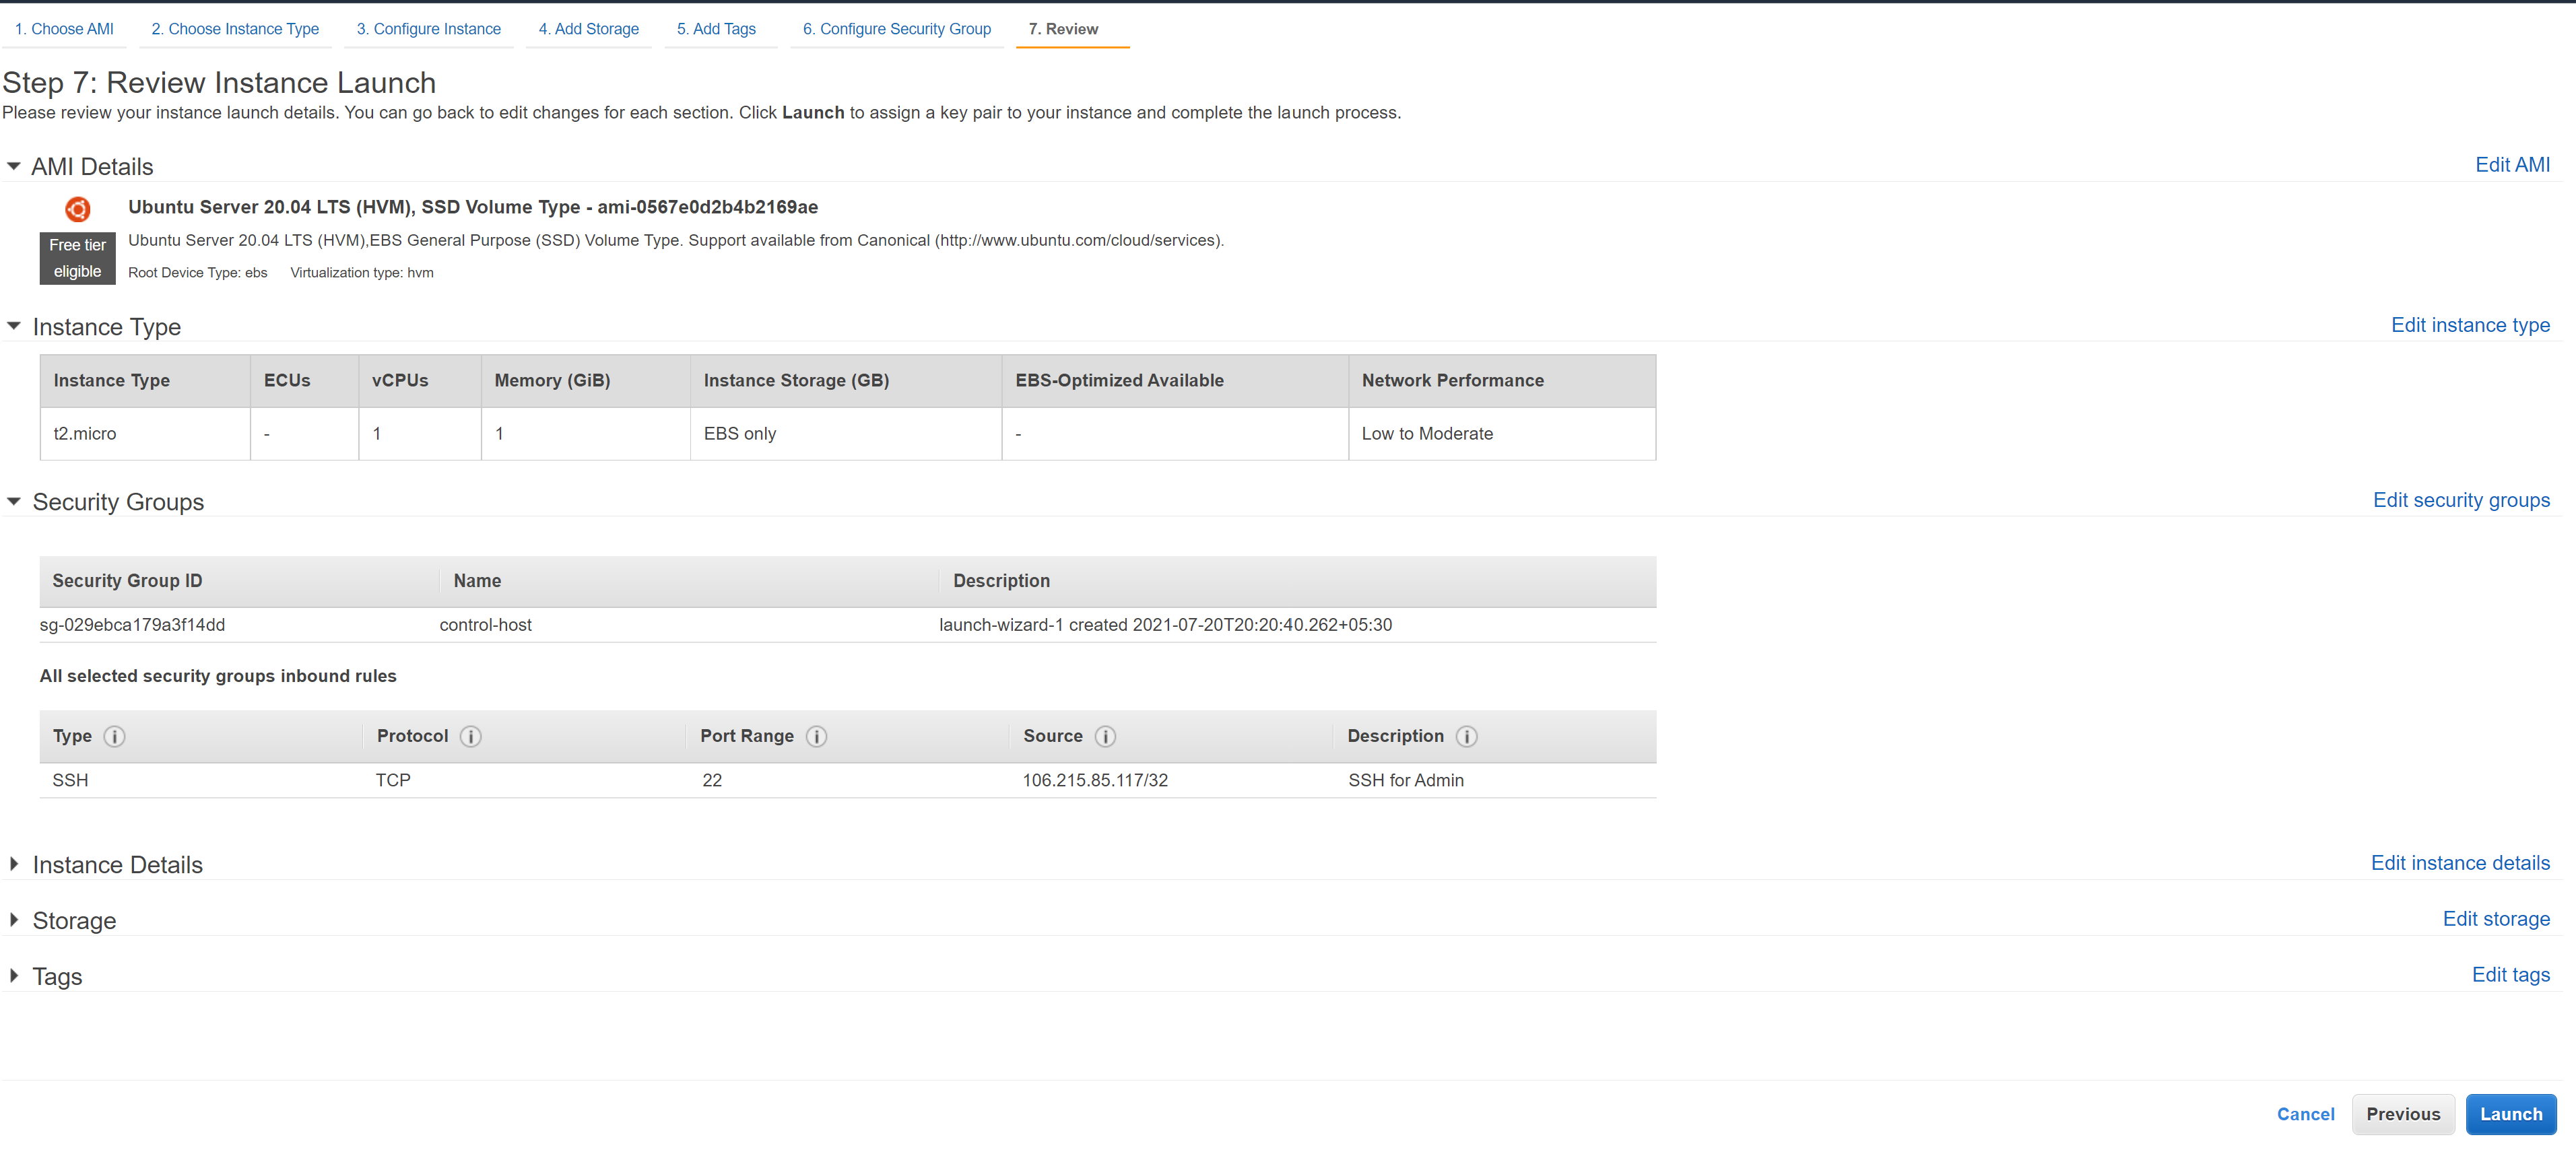 1. Choose AMI 2. Choose Instance Type 3. Configure Instance 4. Add Storage 5. Add Tags 6. Configure Security Group 7. Review
Step 7: Review Instance Launch
Please review your instance launch details. You can go back to edit changes for each section. Click Launch to assign a key pair to your instance and complete the launch process.
AMI Details Edit AMI
Ubuntu Server 20.04 LTS (HVM), SSD Volume Type - ami-0567e0d2b4b2169ae
Free tier eligible
Ubuntu Server 20.04 LTS (HVM),EBS General Purpose (SSD) Volume Type. Support available from Canonical (http://www.ubuntu.com/cloud/services).
Root Device Type: ebs Virtualization type: hvm
Instance Type Edit instance type
Instance Type ECUs vCPUs Memory (GiB) Instance Storage (GB) EBS-Optimized Available Network Performance
t2.micro - 1 1 EBS only - Low to Moderate
Security Groups Edit security groups
Security Group ID Name Description
sg-029ebca179a3f14dd control-host launch-wizard-1 created 2021-07-20T20:20:40.262+05:30
All selected security groups inbound rules
Type i Protocol i Port Range i Source i Description i
SSH TCP 22 106.215.85.117/32 SSH for Admin
Instance Details Edit instance details
Storage Edit storage
Tags Edit tags
Cancel Previous Launch